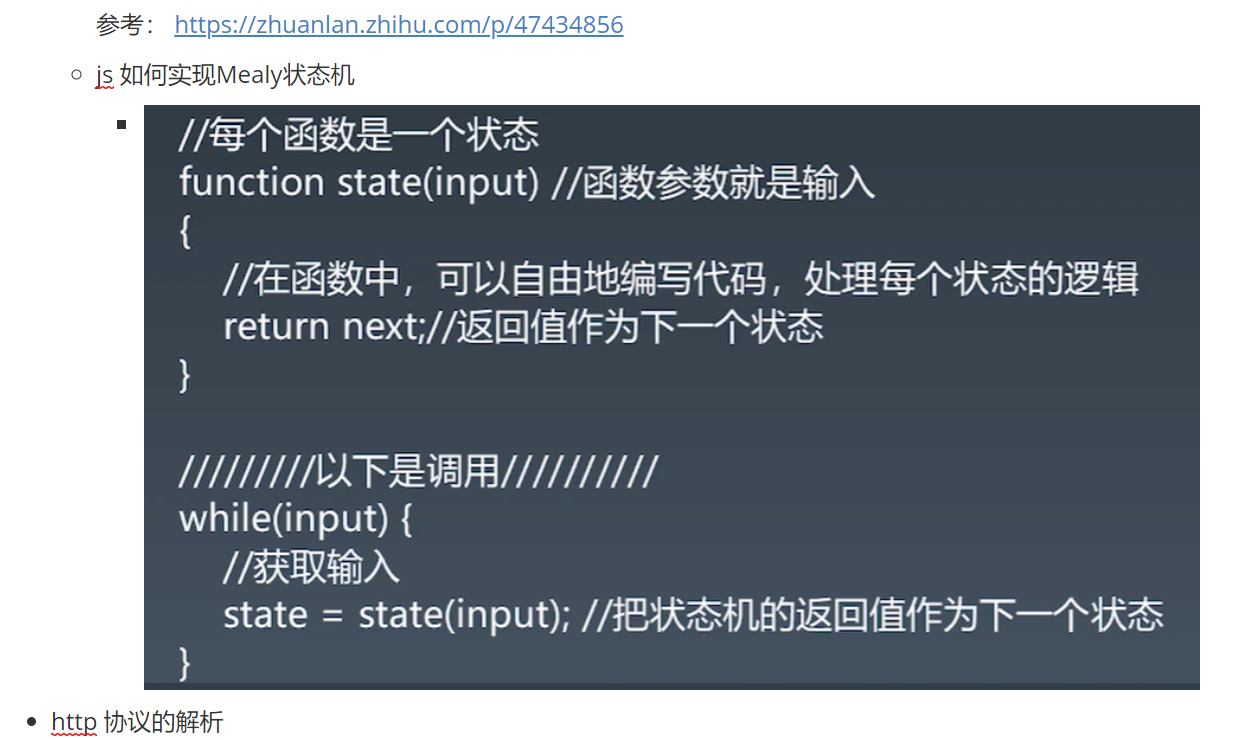 参考： https://zhuanlan.zhihu.com/p/47434856
js 如何实现Mealy状态机
//每个函数是一个状态
function state(input) //函数参数就是输入
{
//在函数中，可以自由地编写代码，处理每个状态的逻辑
return next;//返回值作为下一个状态
}
/////////以下是调用//////////
while(input) {
//获取输入
state = state(input); //把状态机的返回值作为下一个状态
}
http 协议的解析